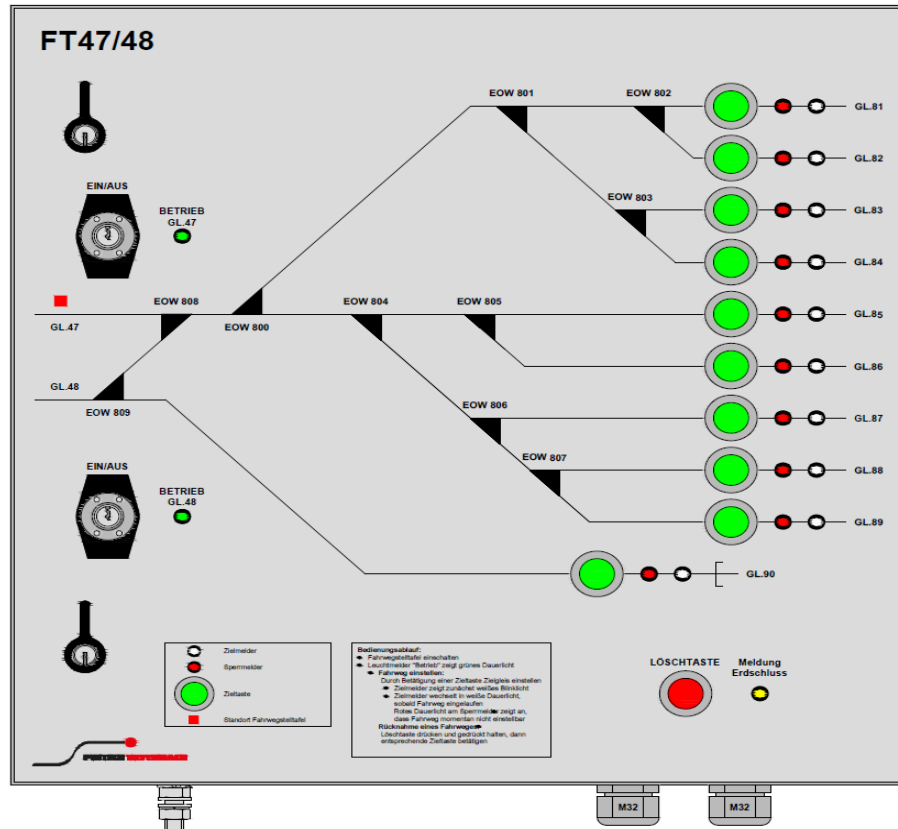 FT47/48
EOW 801
EOW 802
GL.81
GL.82
EIN/AUS
BETRIEB
GL.47
EOW 803
GL.83
GL.84
EOW 808
EOW 804
EOW 805
GL.85
GL.47
EOW 800
GL.86
GL.48
EOW 809
EOW 806
GL.87
EIN/AUS
EOW 807
GL.88
BETRIEB
GL.48
GL.89
GL.90
Zielmelder
Sperrmelder
Zieltaste
Standort Fahrwegstelltafel
Bedienungsablauf:
Fahrwegstelltafel einschalten
Leuchtmelder "Betrieb" zeigt grünes Dauerlicht
Fahrweg einstellen:
Durch Betätigung einer Zieltaste Zielgleis einstellen
Zielmelder zeigt zunächst weißes Blinklicht
Zielmelder wechselt in weiße Dauerlicht,
sobald Fahrweg eingelaufen
Rotes Dauerlicht am Sperrmelder zeigt an,
dass Fahrweg momentan nicht einstellbar
Rücknahme eines Fahrweges
Löschtaste drücken und gedrückt halten, dann
entsprechende Zieltaste betätigen
LÖSCHTASTE
Meldung
Erdschluss
M32
M32